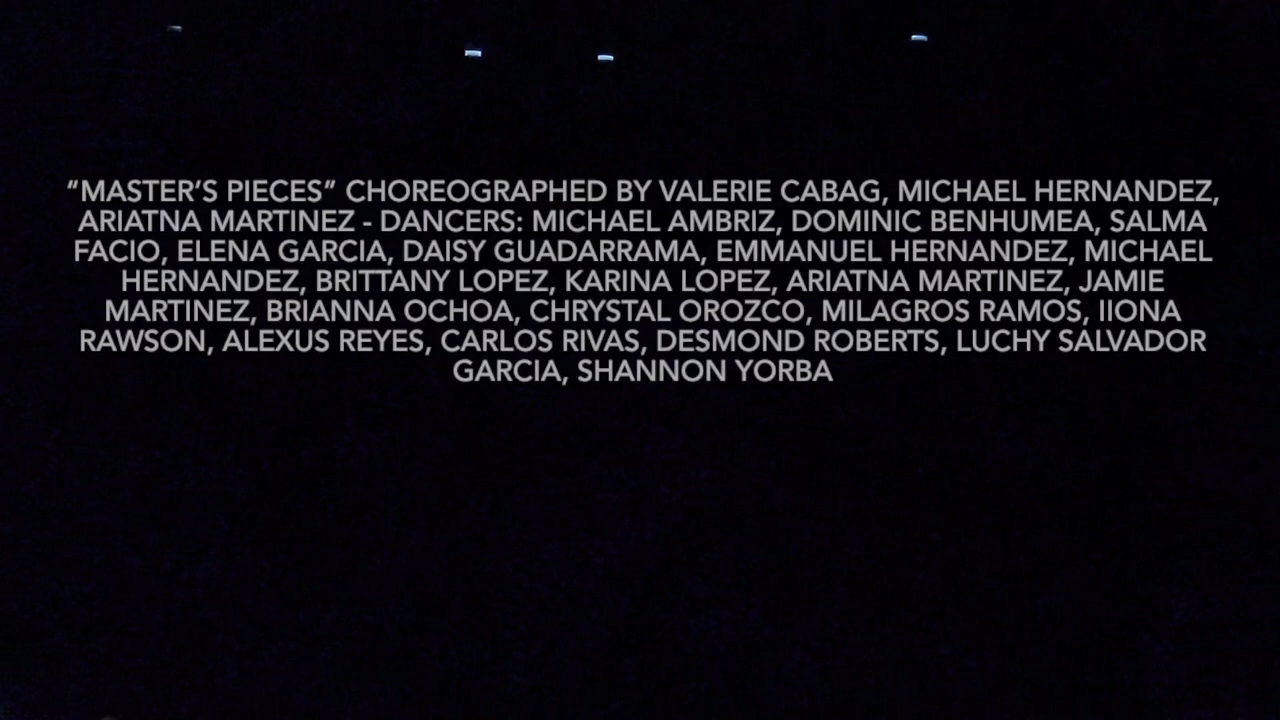 “MASTER’S PIECES” CHOREOGRAPHED BY VALERIE CABAG, MICHAEL HERNANDEZ,
ARIATNA MARTINEZ - DANCERS: MICHAEL AMBRIZ, DOMINIC BENHUMEA, SALMA
FACIO, ELENA GARCIA, DAISY GUADARRAMA, EMMANUEL HERNANDEZ, MICHAEL
HERNANDEZ, BRITTANY LOPEZ, KARINA LOPEZ, ARIATNA MARTINEZ, JAMIE
MARTINEZ, BRIANNA OCHOA, CHRYSTAL OROZCO, MILAGROS RAMOS, IIONA
RAWSON, ALEXUS REYES, CARLOS RIVAS, DESMOND ROBERTS, LUCHY SALVADOR
GARCIA, SHANNON YORBA